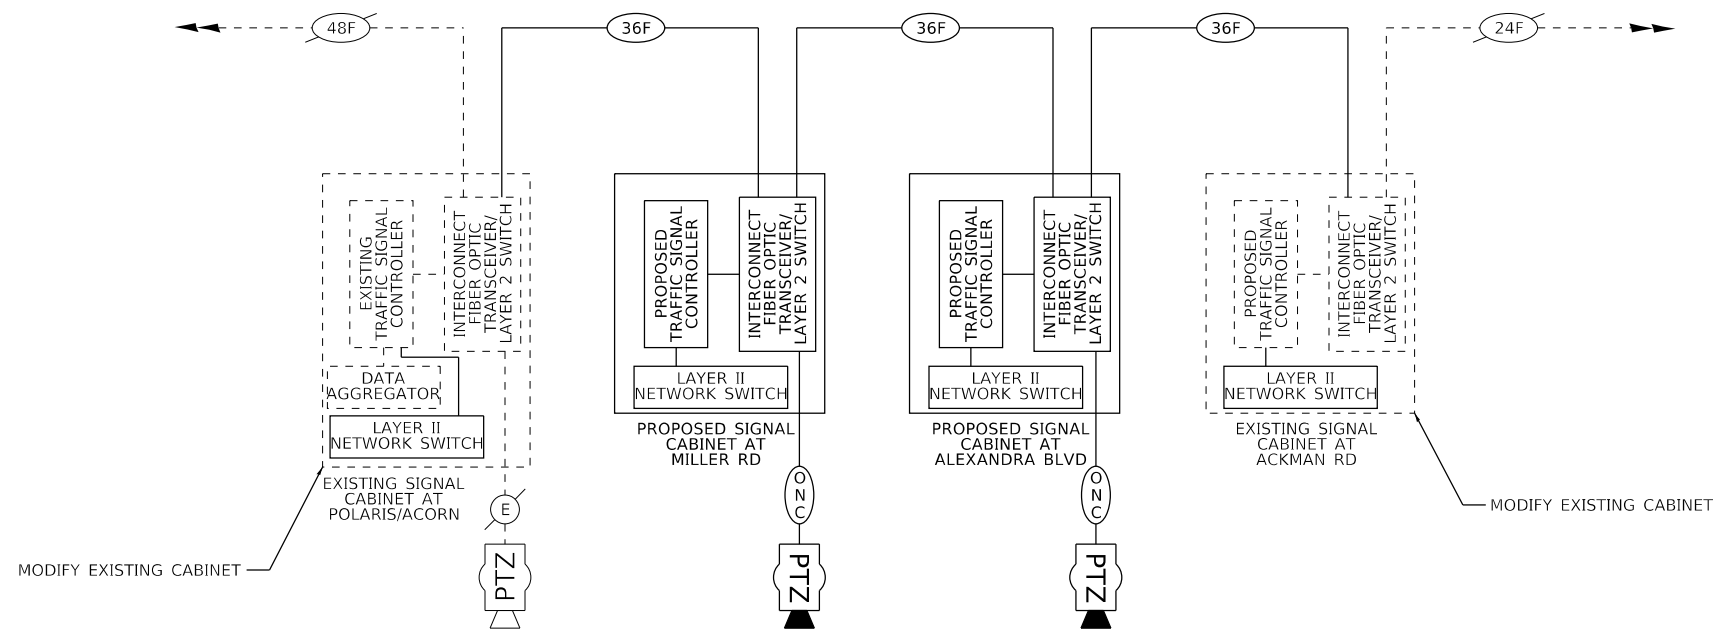 48F
36F
36F
36F
24F
EXISTING
TRAFFIC SIGNAL
CONTROLLER
INTERCONNECT
FIBER OPTIC
TRANSCEIVER/
LAYER 2 SWITCH
DATA
AGGREGATOR
LAYER II
NETWORK SWITCH
EXISTING SIGNAL
CABINET AT
POLARIS/ACORN
MODIFY EXISTING CABINET
E
PTZ
PROPOSED
TRAFFIC SIGNAL
CONTROLLER
INTERCONNECT
FIBER OPTIC
TRANSCEIVER/
LAYER 2 SWITCH
LAYER II
NETWORK SWITCH
PROPOSED SIGNAL
CABINET AT
MILLER RD
O
N
C
PTZ
PROPOSED
TRAFFIC SIGNAL
CONTROLLER
INTERCONNECT
FIBER OPTIC
TRANSCEIVER/
LAYER 2 SWITCH
LAYER II
NETWORK SWITCH
PROPOSED SIGNAL
CABINET AT
ALEXANDRA BLVD
O
N
C
PTZ
PROPOSED
TRAFFIC SIGNAL
CONTROLLER
INTERCONNECT
FIBER OPTIC
TRANSCEIVER/
LAYER 2 SWITCH
LAYER II
NETWORK SWITCH
EXISTING SIGNAL
CABINET AT
ACKMAN RD
MODIFY EXISTING CABINET